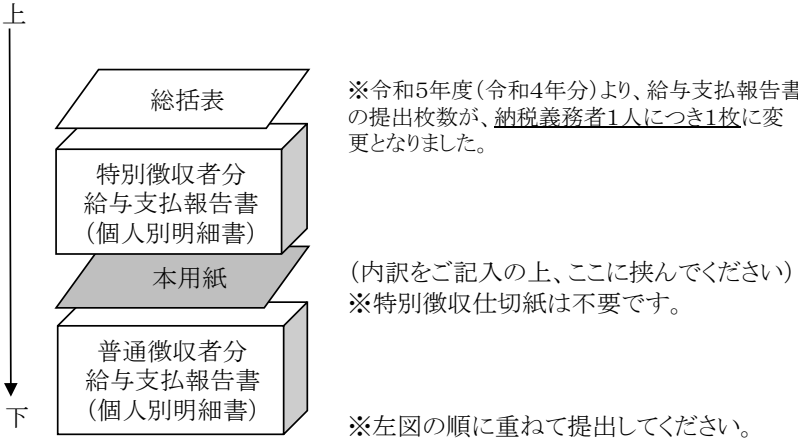 上
総括表
※令和5年度(令和4年分)より、給与支払報告書
の提出枚数が、納税義務者1人につき1枚に変
更となりました。
特別徴収者分
給与支払報告書
(個人別明細書)
本用紙
(内訳をご記入の上、ここに挟んでください)
※特別徴収仕切紙は不要です。
普通徴収者分
給与支払報告書
(個人別明細書)
下
※左図の順に重ねて提出してください。